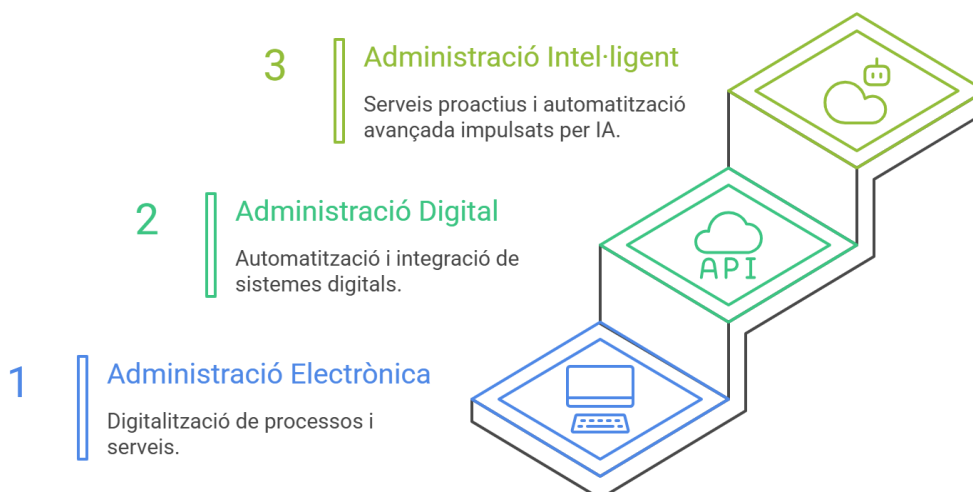 3
Administració Intel·ligent
Serveis proactius i automatització
avançada impulsats per IA.
2
Administració Digital
Automatització i integració de
sistemes digitals.
API
1
Administració Electrònica
Digitalització de processos i
serveis.